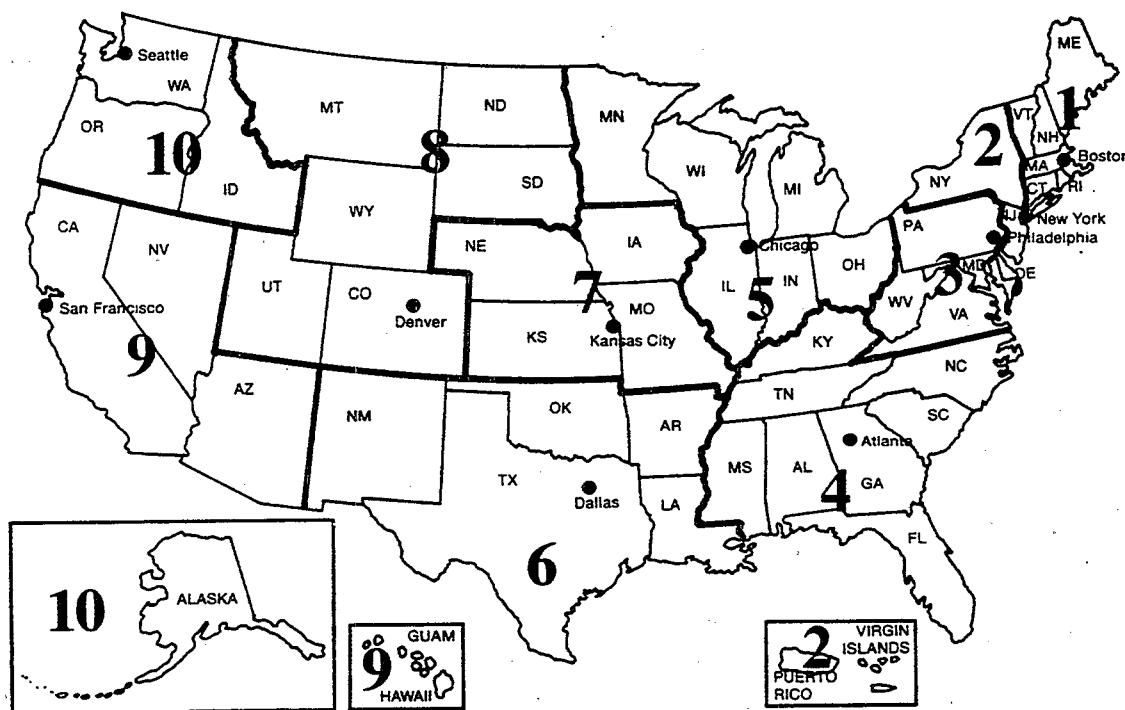 ME
Seattle
WA
MT
ND
MN
VT
1
NH
OR
10
8
2
Boston
MA
ID
SD
WI
MI
NY
CT
RI
WY
NJ
New York
CA
NV
NE
IA
PA
Philadelphia
Chicago
OH
MD
DE
UT
CO
7
IL
5
IN
3
WV
San Francisco
Denver
KS
MO
Kansas City
VA
9
KY
NC
AZ
NM
OK
TN
AR
SC
Atlanta
TX
Dallas
MS
AL
4
GA
LA
FL
6
10
ALASKA
GUAM
9
HAWAII
2
VIRGIN
ISLANDS
PUERTO
RICO